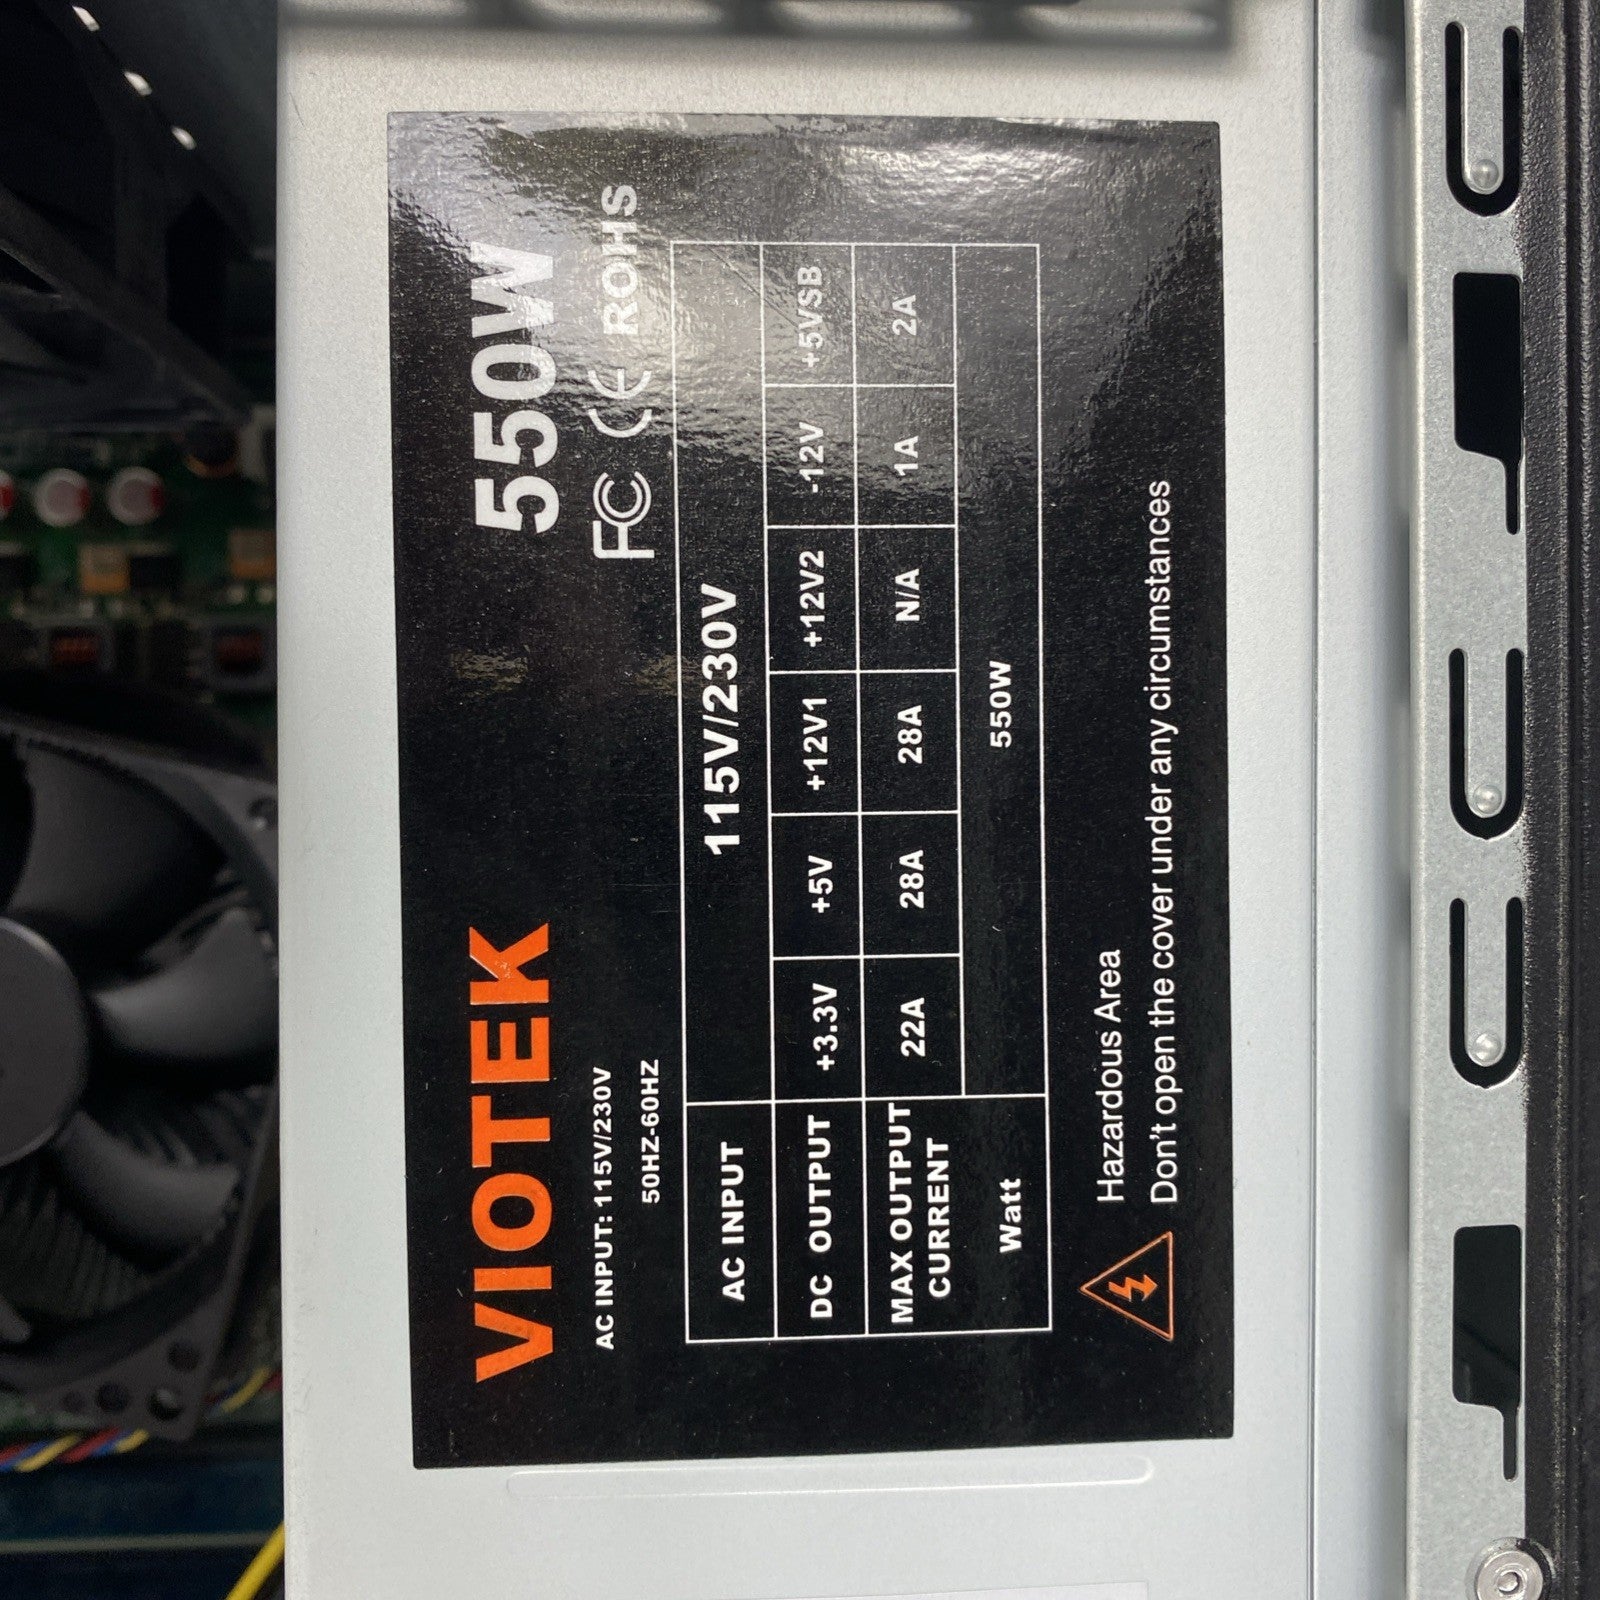 VIOTEK 550W
AC INPUT: 115V/230V FC CE ROHS
50HZ-60HZ
AC INPUT 115V/230V
DC OUTPUT +3.3V +5V +12V1 +12V2 -12V +5VSB
MAX OUTPUT CURRENT 22A 28A 28A N/A 1A 2A
Watt 550W
Hazardous Area
Don't open the cover under any circumstances